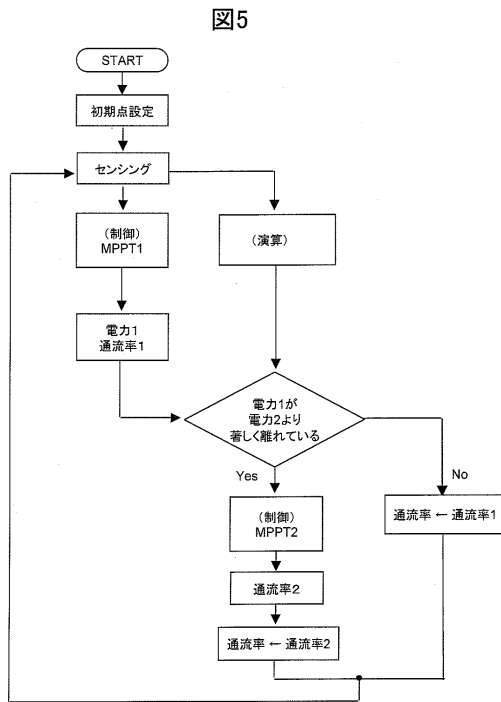 図5
START
初期点設定
センシング
(制御)
MPPT1
(演算)
電力1
通流率1
電力1が
電力2より
著しく離れている
Yes
No
(制御)
MPPT2
通流率 ← 通流率1
通流率2
通流率 ← 通流率2